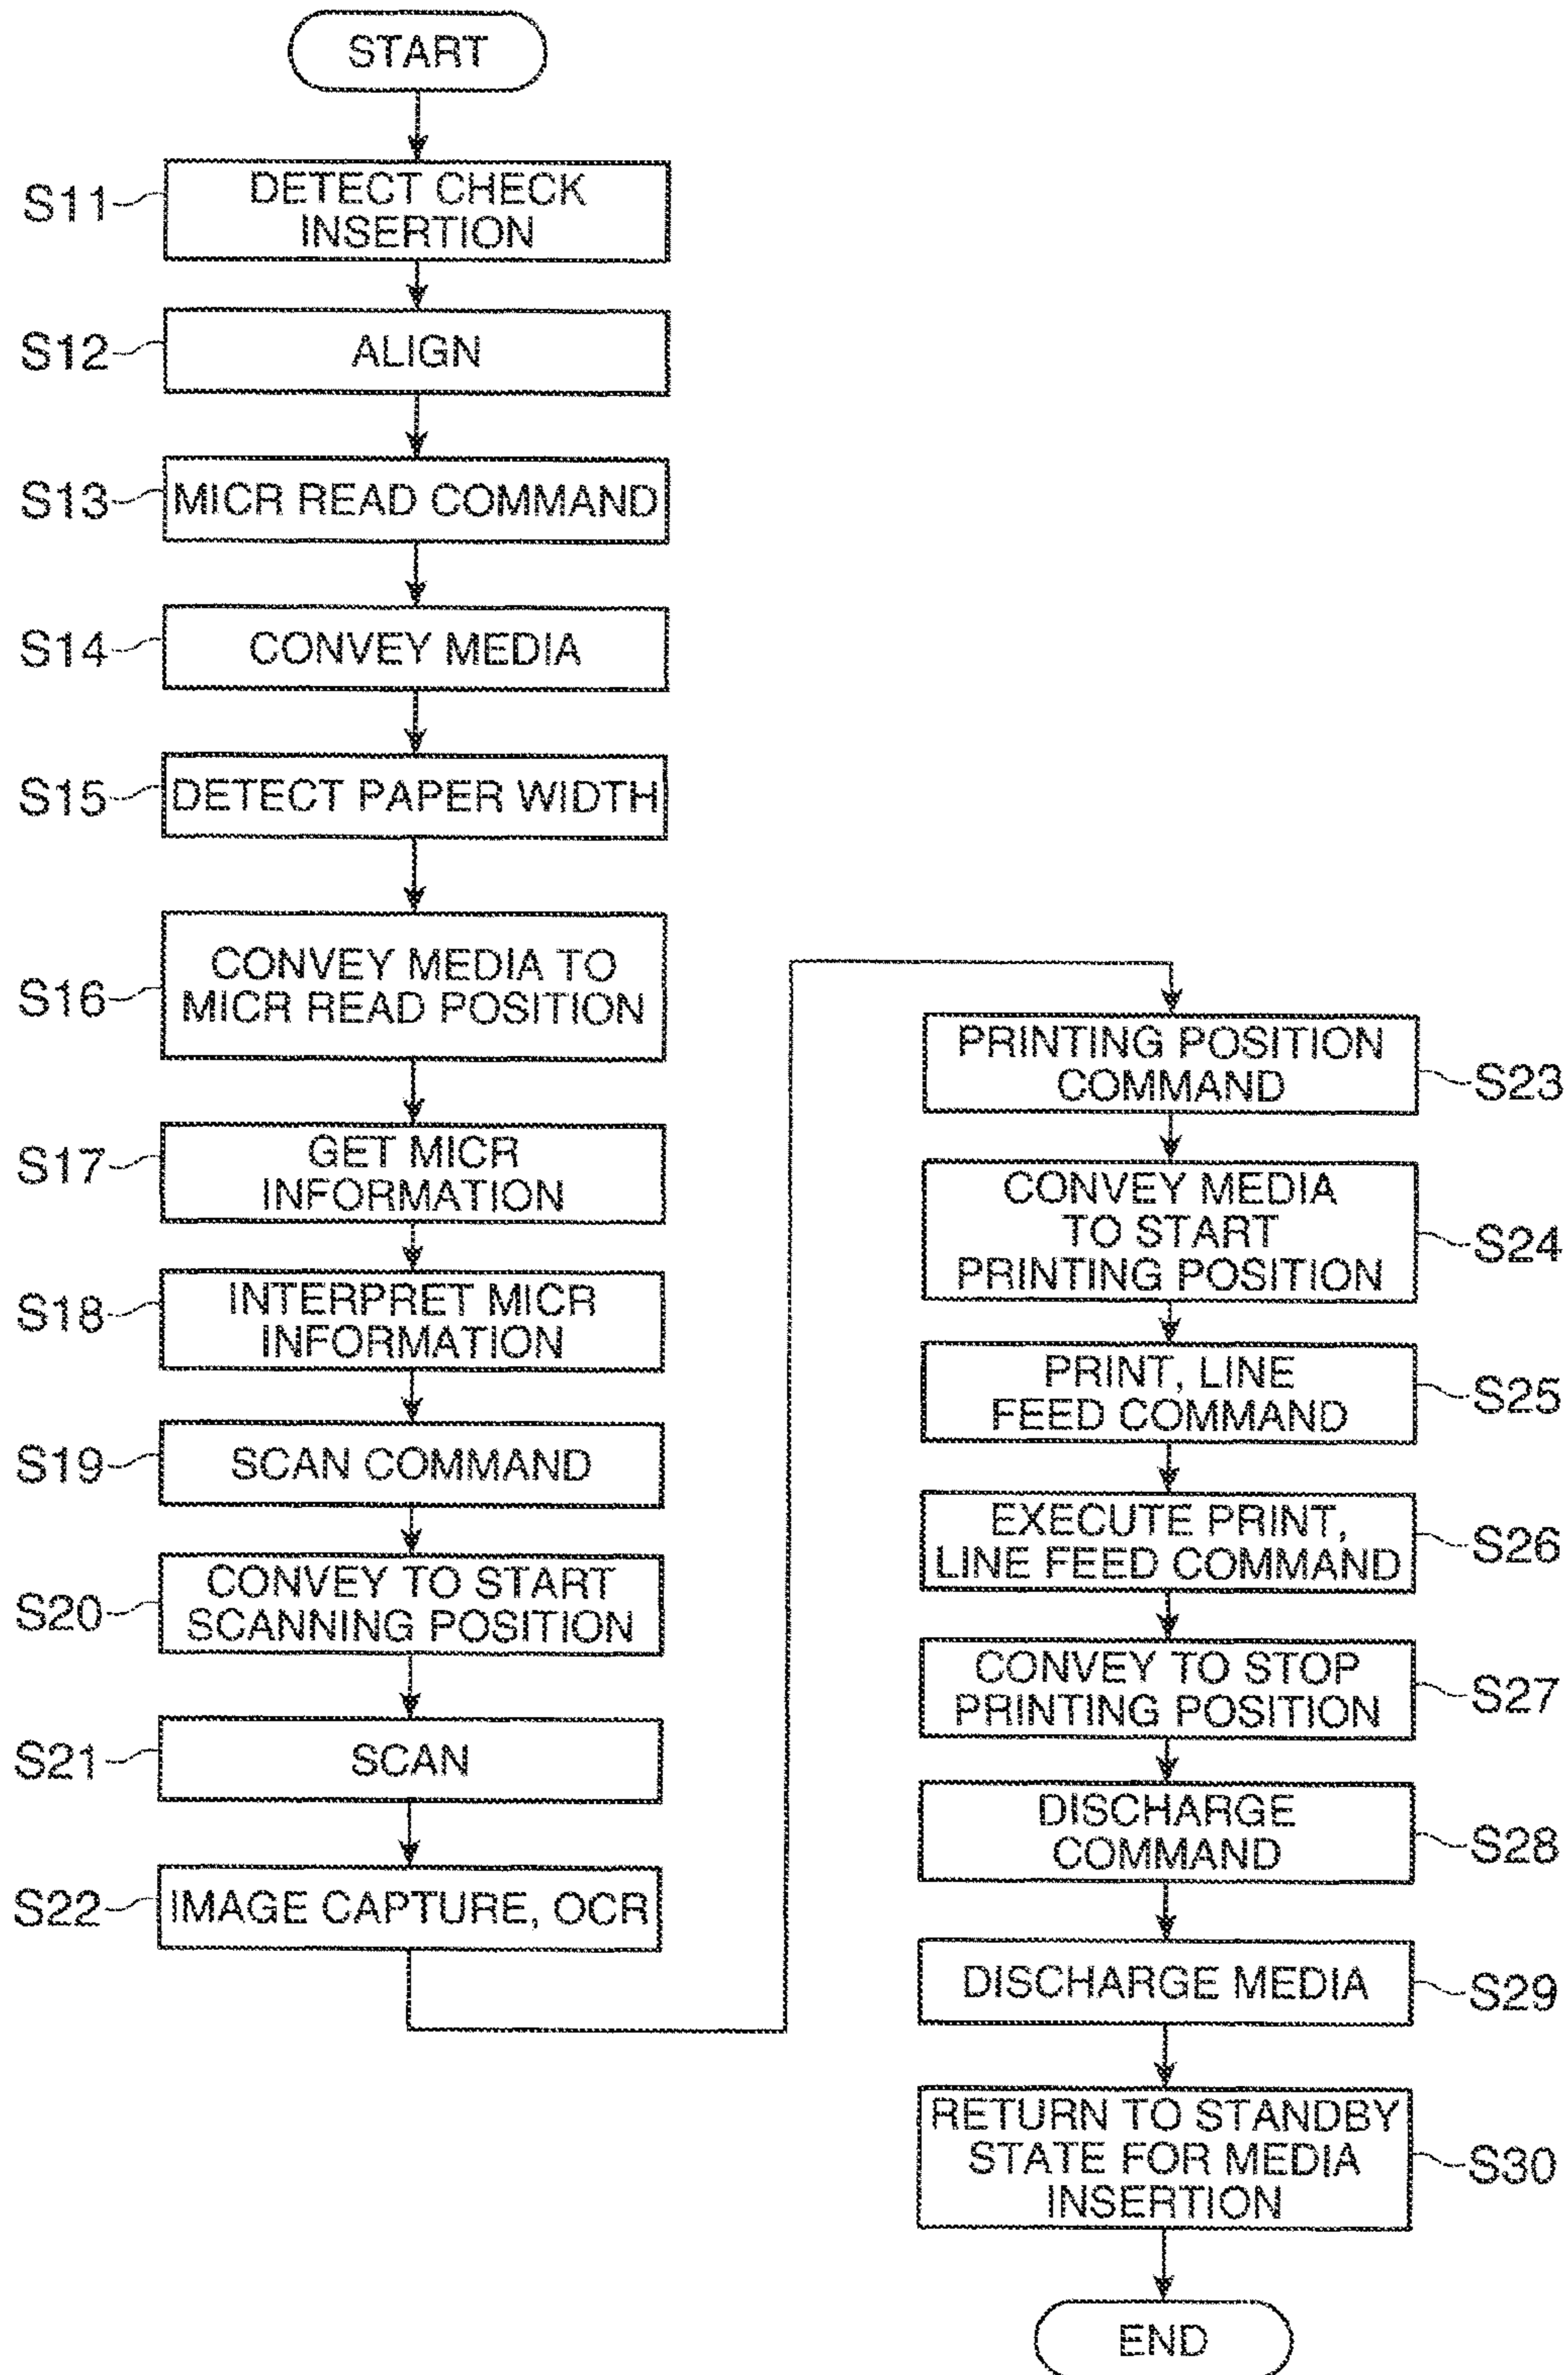 START
S11
DETECT CHECK
INSERTION
S12
ALIGN
S13
MICR READ COMMAND
S14
CONVEY MEDIA
S15
DETECT PAPER WIDTH
S16
CONVEY MEDIA TO
MICR READ POSITION
S17
GET MICR
INFORMATION
S18
INTERPRET MICR
INFORMATION
S19
SCAN COMMAND
S20
CONVEY TO START
SCANNING POSITION
S21
SCAN
S22
IMAGE CAPTURE, OCR
PRINTING POSITION
COMMAND
S23
CONVEY MEDIA
TO START
PRINTING POSITION
S24
PRINT, LINE
FEED COMMAND
S25
EXECUTE PRINT,
LINE FEED COMMAND
S26
CONVEY TO STOP
PRINTING POSITION
S27
DISCHARGE
COMMAND
S28
DISCHARGE MEDIA
S29
RETURN TO STANDBY
STATE FOR MEDIA
INSERTION
S30
END